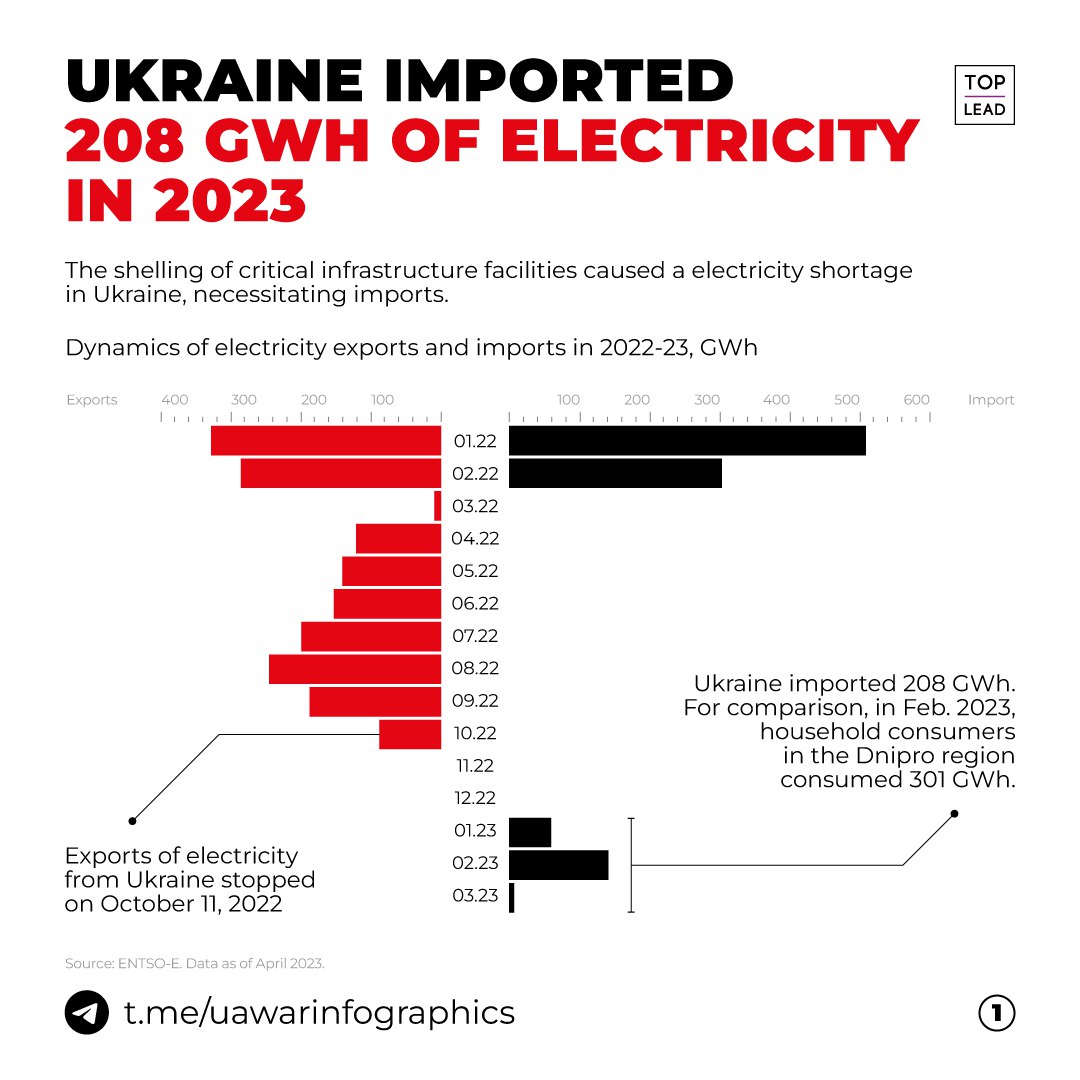 UKRAINE IMPORTED
208 GWH OF ELECTRICITY
IN 2023
TOP
LEAD
The shelling of critical infrastructure facilities caused a electricity shortage
in Ukraine, necessitating imports.
Dynamics of electricity exports and imports in 2022-23, GWh
Exports 400 300 200 100 100 200 300 400 500 600 Import
01.22
02.22
03.22
04.22
05.22
06.22
07.22
08.22
09.22
10.22
11.22
12.22
01.23
02.23
03.23
Ukraine imported 208 GWh.
For comparison, in Feb. 2023,
household consumers
in the Dnipro region
consumed 301 GWh.
Exports of electricity
from Ukraine stopped
on October 11, 2022
Source: ENTSO-E. Data as of April 2023.
t.me/uawarinfographics
1